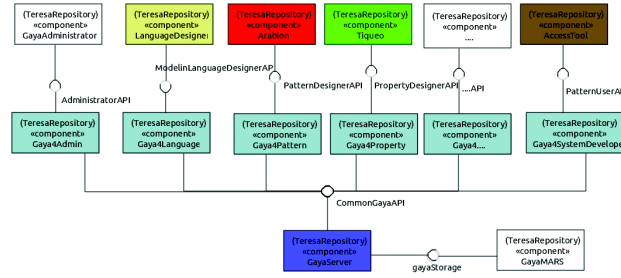 (TeresaRepository) (TeresaRepository) (TeresaRepository) (TeresaRepository) (TeresaRepository) (TeresaRepository)
«component» «component» «component» «component» «component» «component»
GayaAdministrator LanguageDesigner Arabion Tiqueo .... AccessTool
ModelinLanguageDesignerAP
PatternDesignerAPI PropertyDesignerAPI ....API PatternUserAP
AdministratorAPI
(TeresaRepository) (TeresaRepository) (TeresaRepository) (TeresaRepository) (TeresaRepository) (TeresaRepository)
«component» «component» «component» «component» «component» «component»
Gaya4Admin Gaya4Language Gaya4Pattern Gaya4Property Gaya4.... Gaya4SystemDevelope
CommonGayaAPI
(TeresaRepository) (TeresaRepository)
«component» «component»
GayaServer GayaMARS
gayaStorage